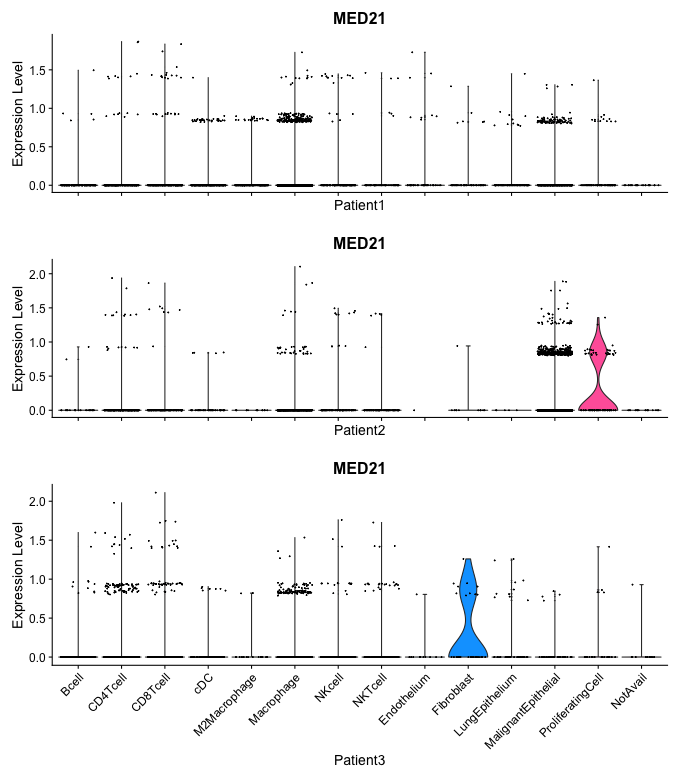 MED21
Expression Level
1.5
1.0
0.5
0.0
Patient1
MED21
Expression Level
2.0
1.5
1.0
0.5
0.0
Patient2
MED21
Expression Level
2.0
1.5
1.0
0.5
0.0
Bcell
CD4Tcell
CD8Tcell
cDC
M2Macrophage
Macrophage
NKcell
NKTcell
Endothelium
Fibroblast
LungEpithelium
MalignantEpithelial
ProliferatingCell
NotAvail
Patient3